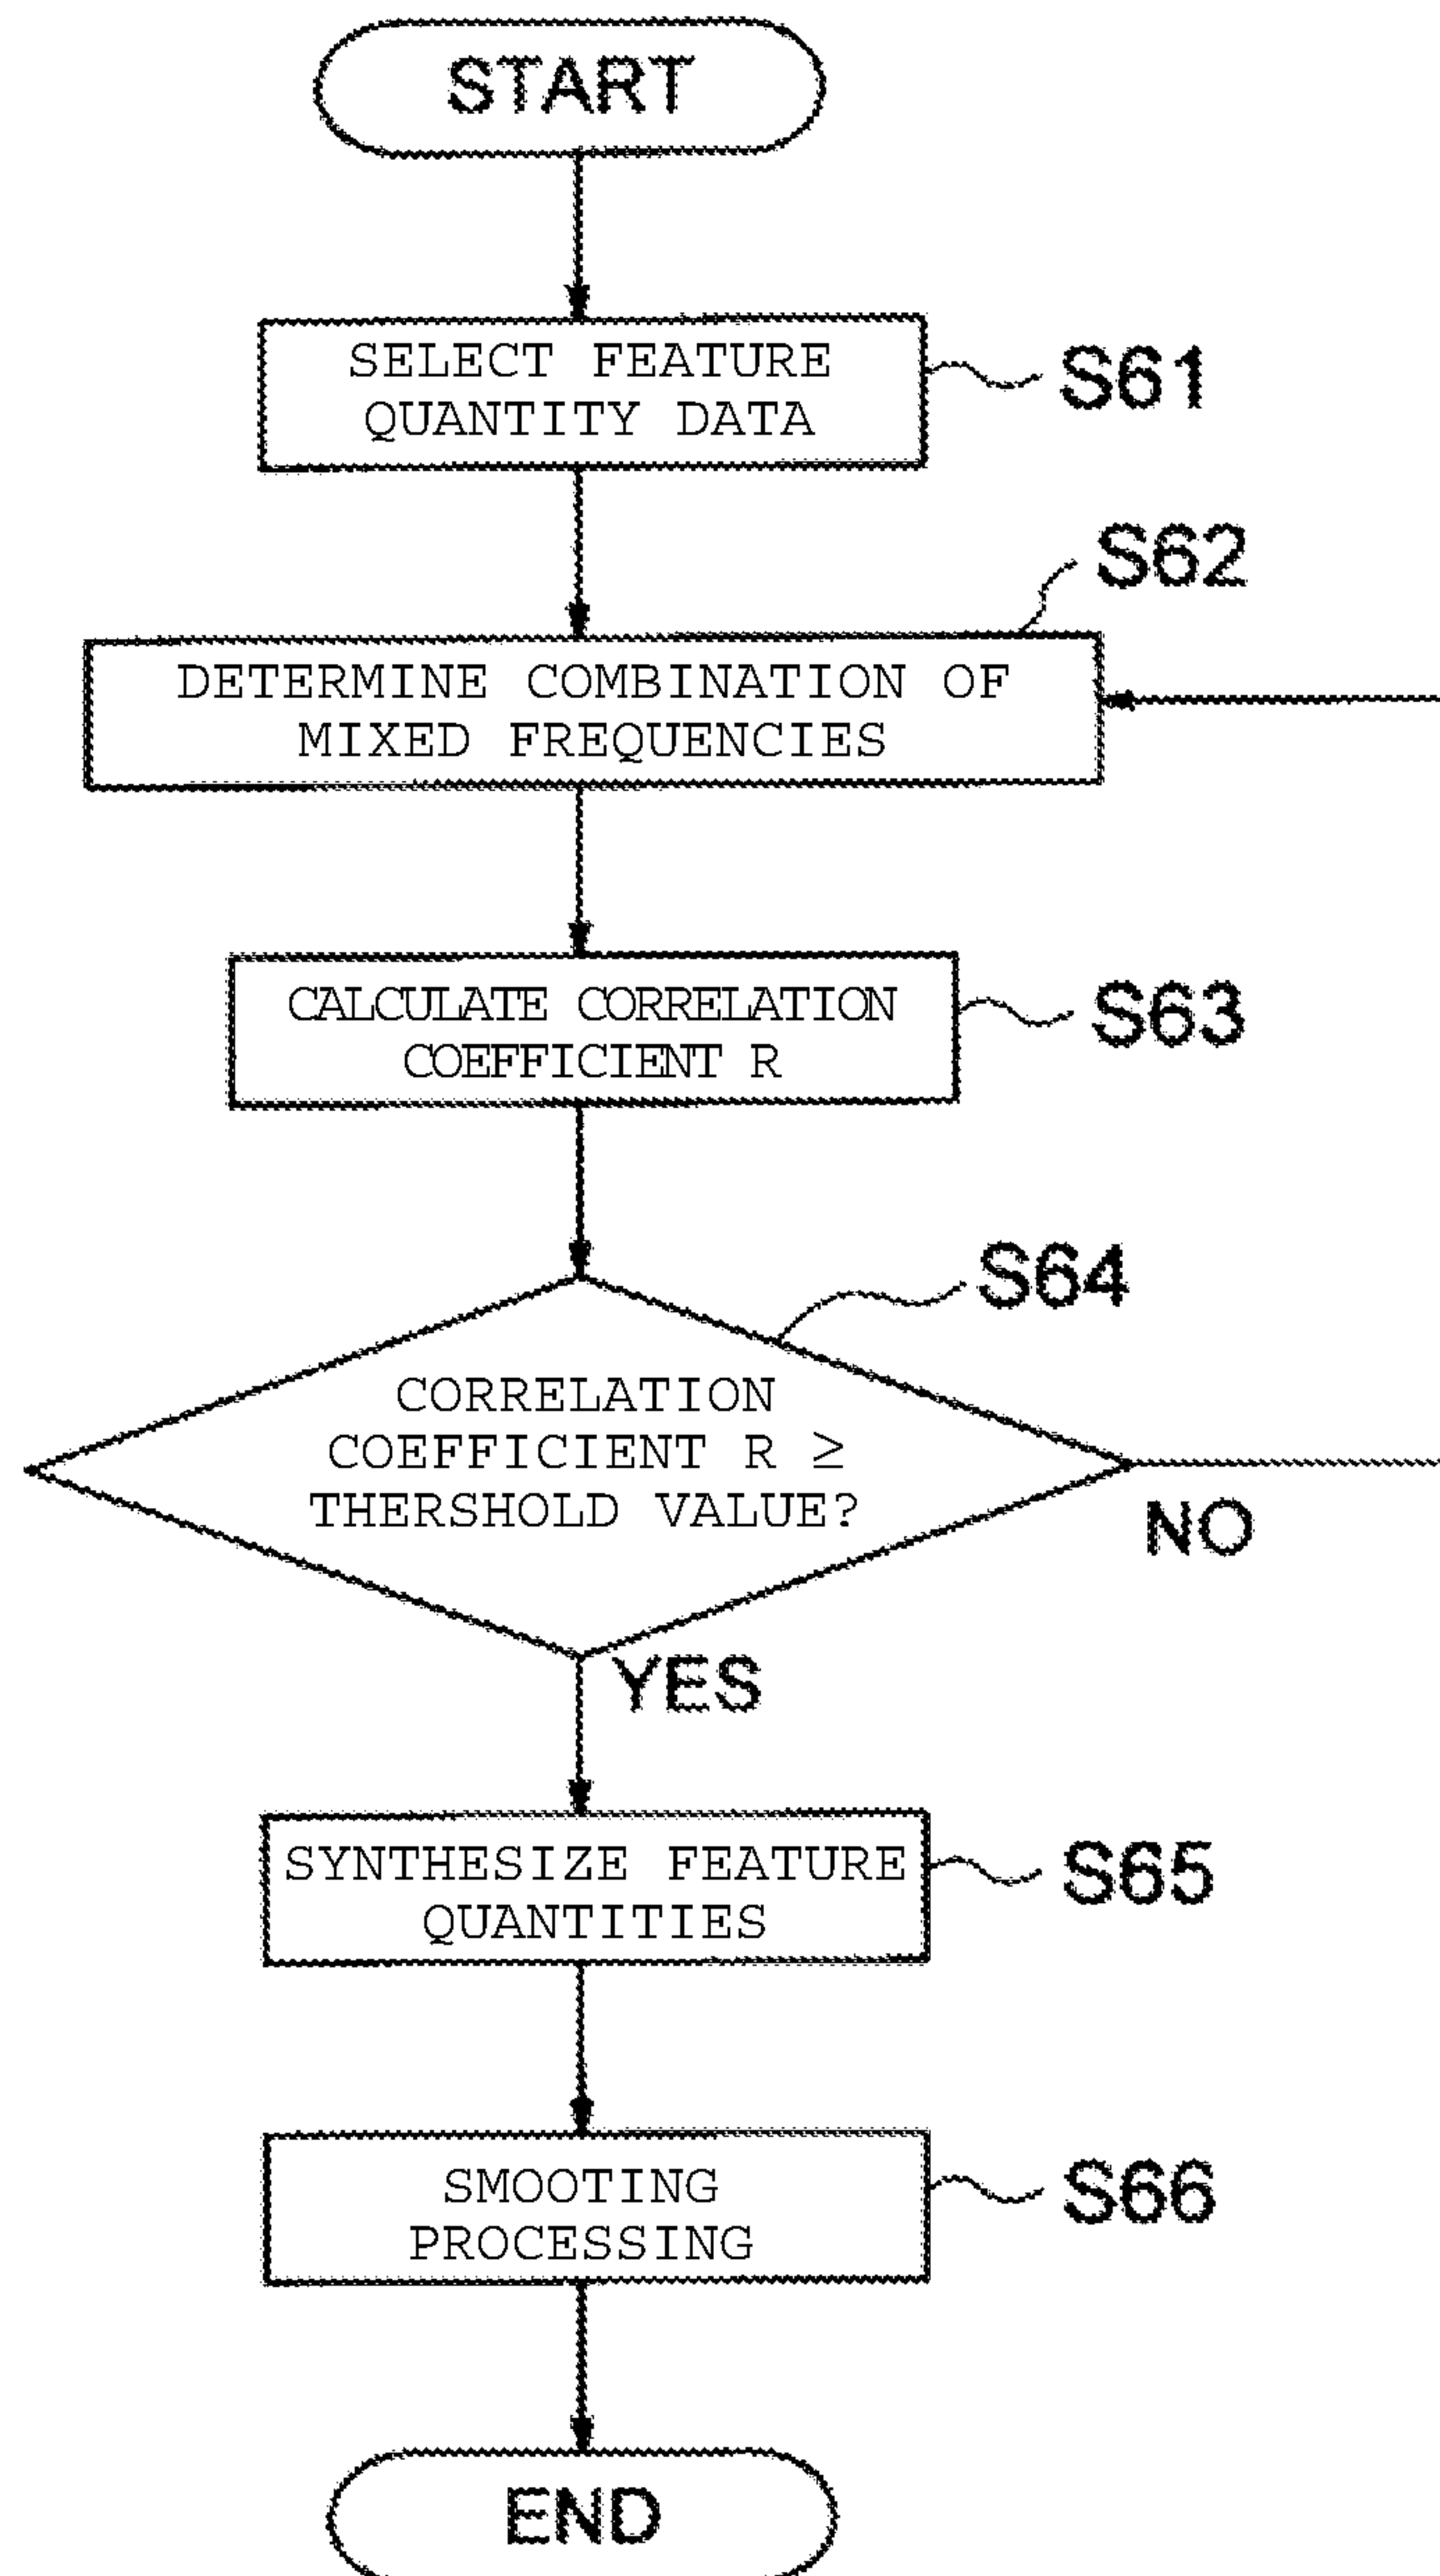 START
SELECT FEATURE
QUANTITY DATA
S61
S62
DETERMINE COMBINATION OF
MIXED FREQUENCIES
CALCULATE CORRELATION
COEFFICIENT R
S63
S64
CORRELATION
COEFFICIENT R ≥
THERSHOLD VALUE?
NO
YES
SYNTHESIZE FEATURE
QUANTITIES
S65
SMOOTING
PROCESSING
S66
END